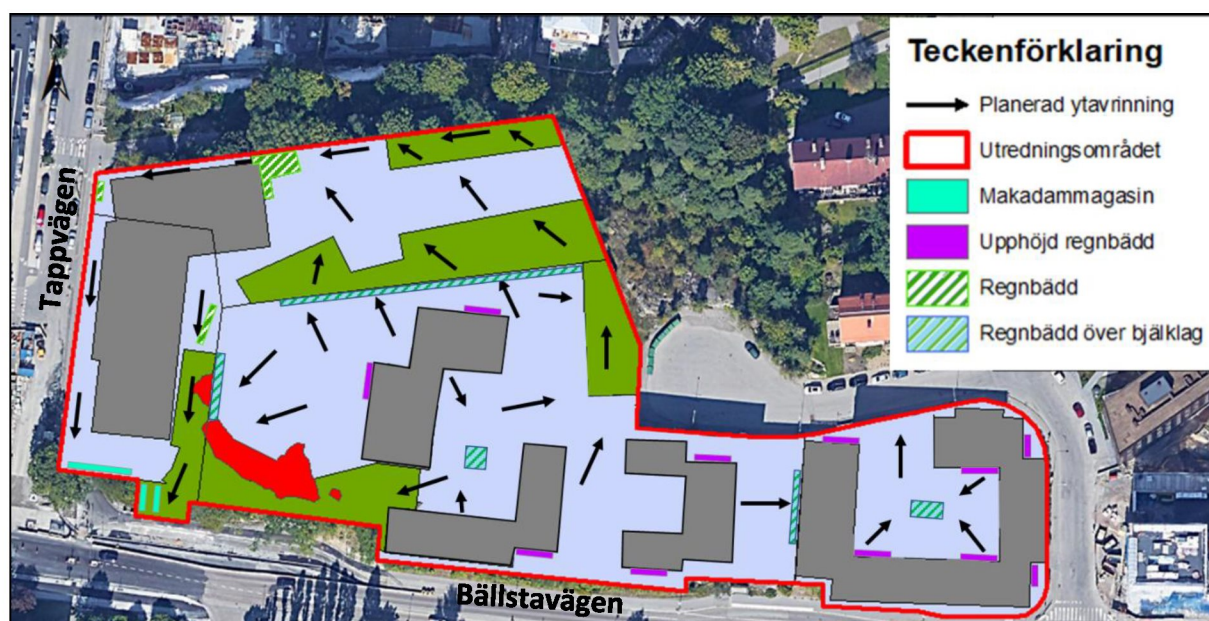 Teckenförklaring
Planerad ytavrinning
Utredningsområdet
Makadammagasin
Upphöjd regnbädd
Regnbädd
Regnbädd över bjälklag
Tappvägen
Bällstavägen